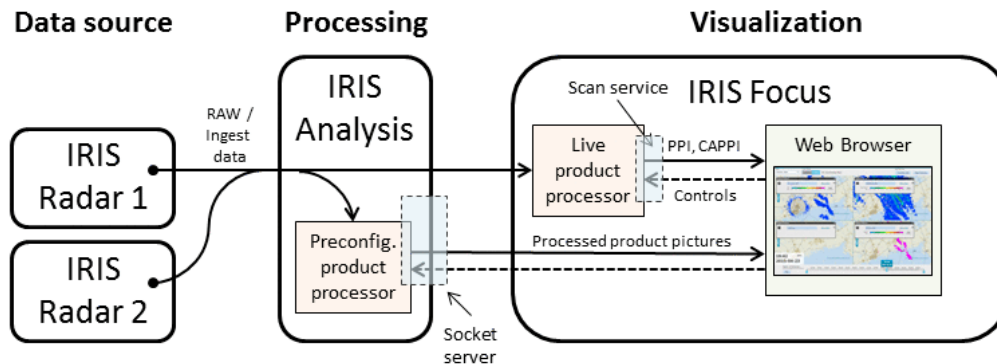 Data source
Processing
Visualization
IRIS
Radar 1
IRIS
Radar 2
RAW /
Ingest
data
IRIS
Analysis
Preconfig.
product
processor
Socket
server
IRIS Focus
Scan service
Live
product
processor
PPI, CAPPI
Controls
Processed product pictures
Web Browser